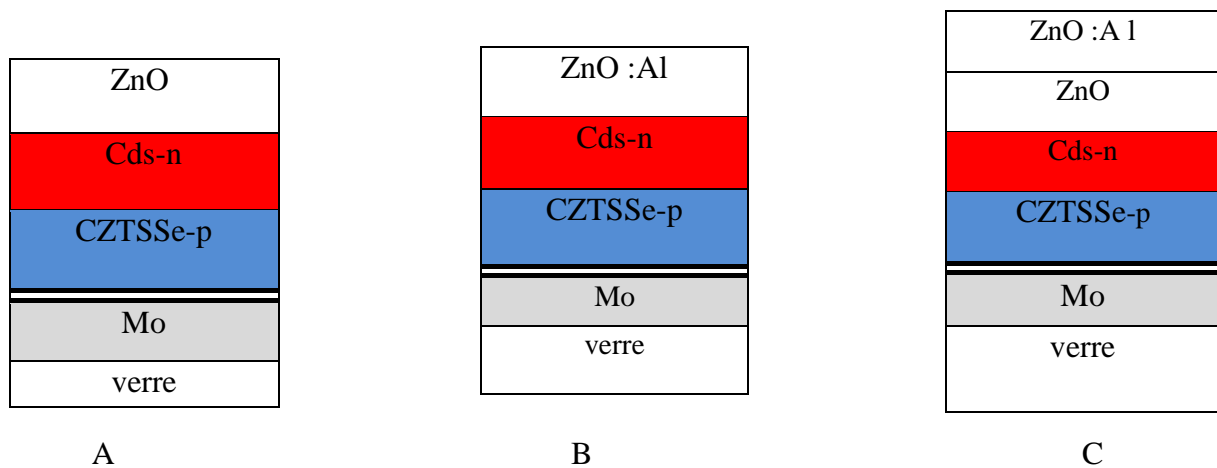 ZnO
Cds-n
CZTSSe-p
Mo
verre
A
ZnO :Al
Cds-n
CZTSSe-p
Mo
verre
B
ZnO :A l
ZnO
Cds-n
CZTSSe-p
Mo
verre
C